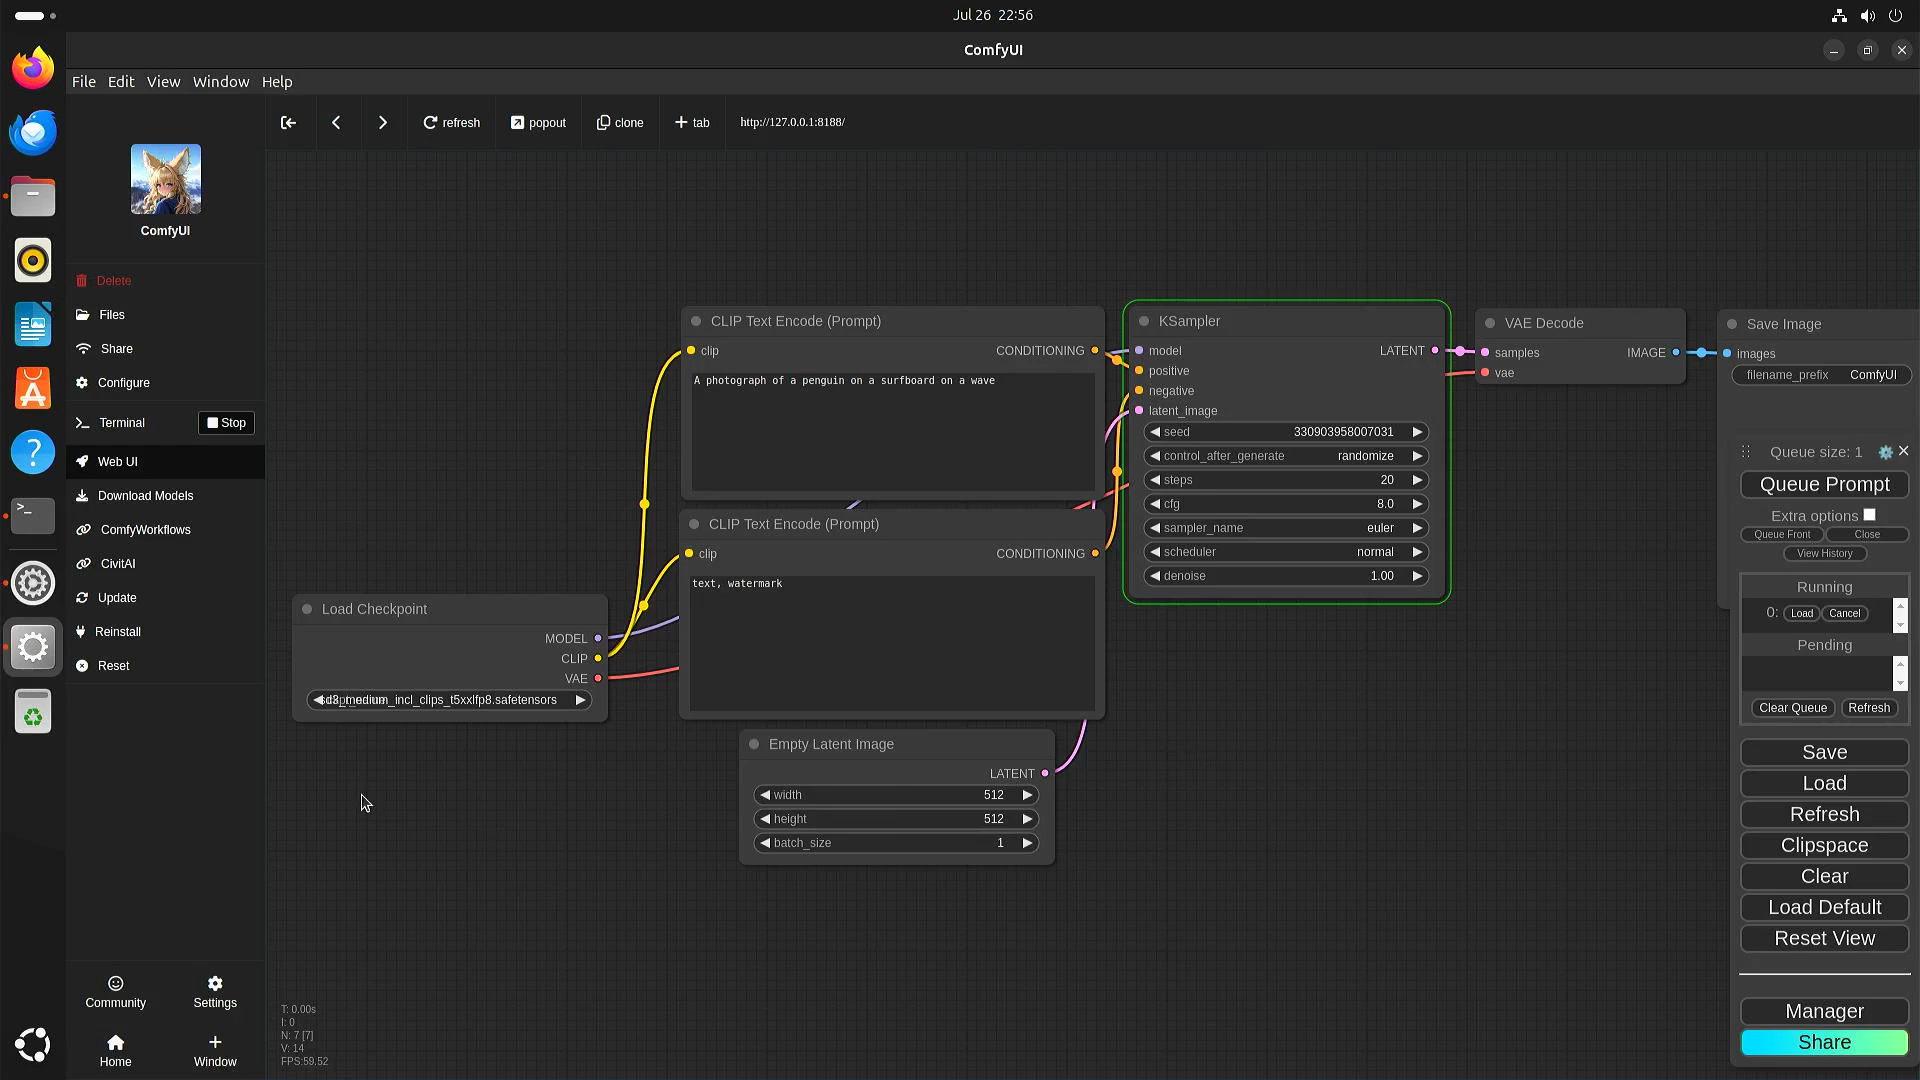 Jul 26 22:56
ComfyUI
File Edit View Window Help
refresh popout clone tab http://127.0.0.1:8188/
ComfyUI
Delete
Files
Share
Configure
Terminal Stop
Web UI
Download Models
ComfyWorkflows
CivitAI
Update
Reinstall
Reset
Community Settings
Home Window
CLIP Text Encode (Prompt)
clip CONDITIONING
A photograph of a penguin on a surfboard on a wave
CLIP Text Encode (Prompt)
clip CONDITIONING
text, watermark
Load Checkpoint
MODEL
CLIP
VAE
sd3_medium_incl_clips_t5xxlfp8.safetensors
Empty Latent Image
LATENT
width 512
height 512
batch_size 1
KSampler
model LATENT
positive
negative
latent_image
seed 330903958007031
control_after_generate randomize
steps 20
cfg 8.0
sampler_name euler
scheduler normal
denoise 1.00
VAE Decode
samples IMAGE
vae
Save Image
images
filename_prefix ComfyUI
Queue size: 1
Queue Prompt
Extra options
Queue Front Close
View History
Running
0: Load Cancel
Pending
Clear Queue Refresh
Save
Load
Refresh
Clipspace
Clear
Load Default
Reset View
Manager
Share
T: 0.00s
I: 0
N: 7 [7]
V: 14
FPS:59.52